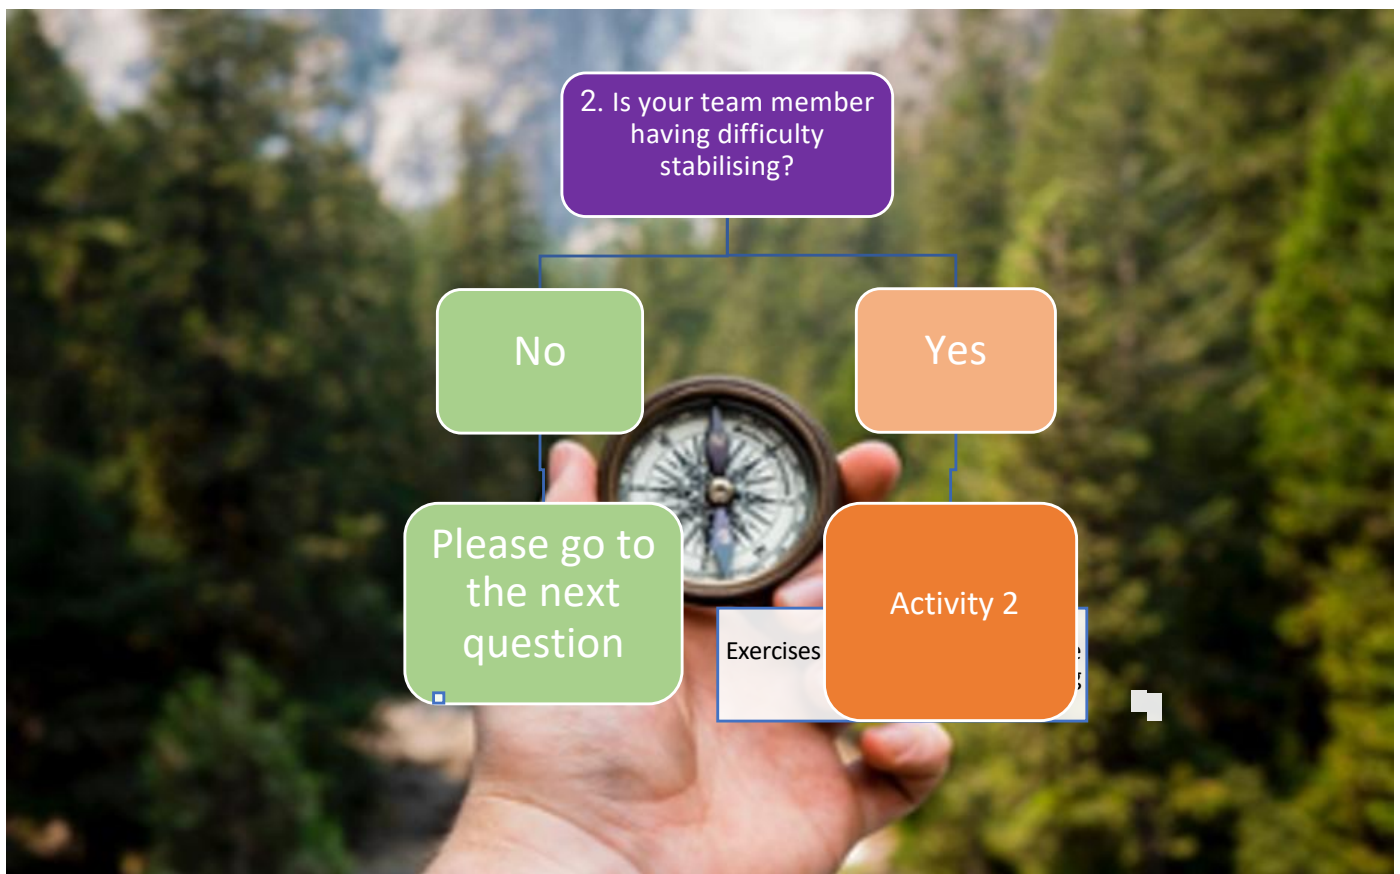 2. Is your team member
having difficulty
stabilising?
No
Yes
Please go to
the next
question
Activity 2
Exercises